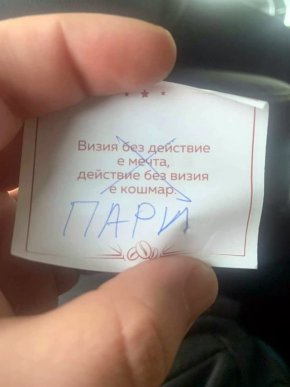 Визия без действие
е мечта,
действие без визия
е кошмар.
ПАРИ